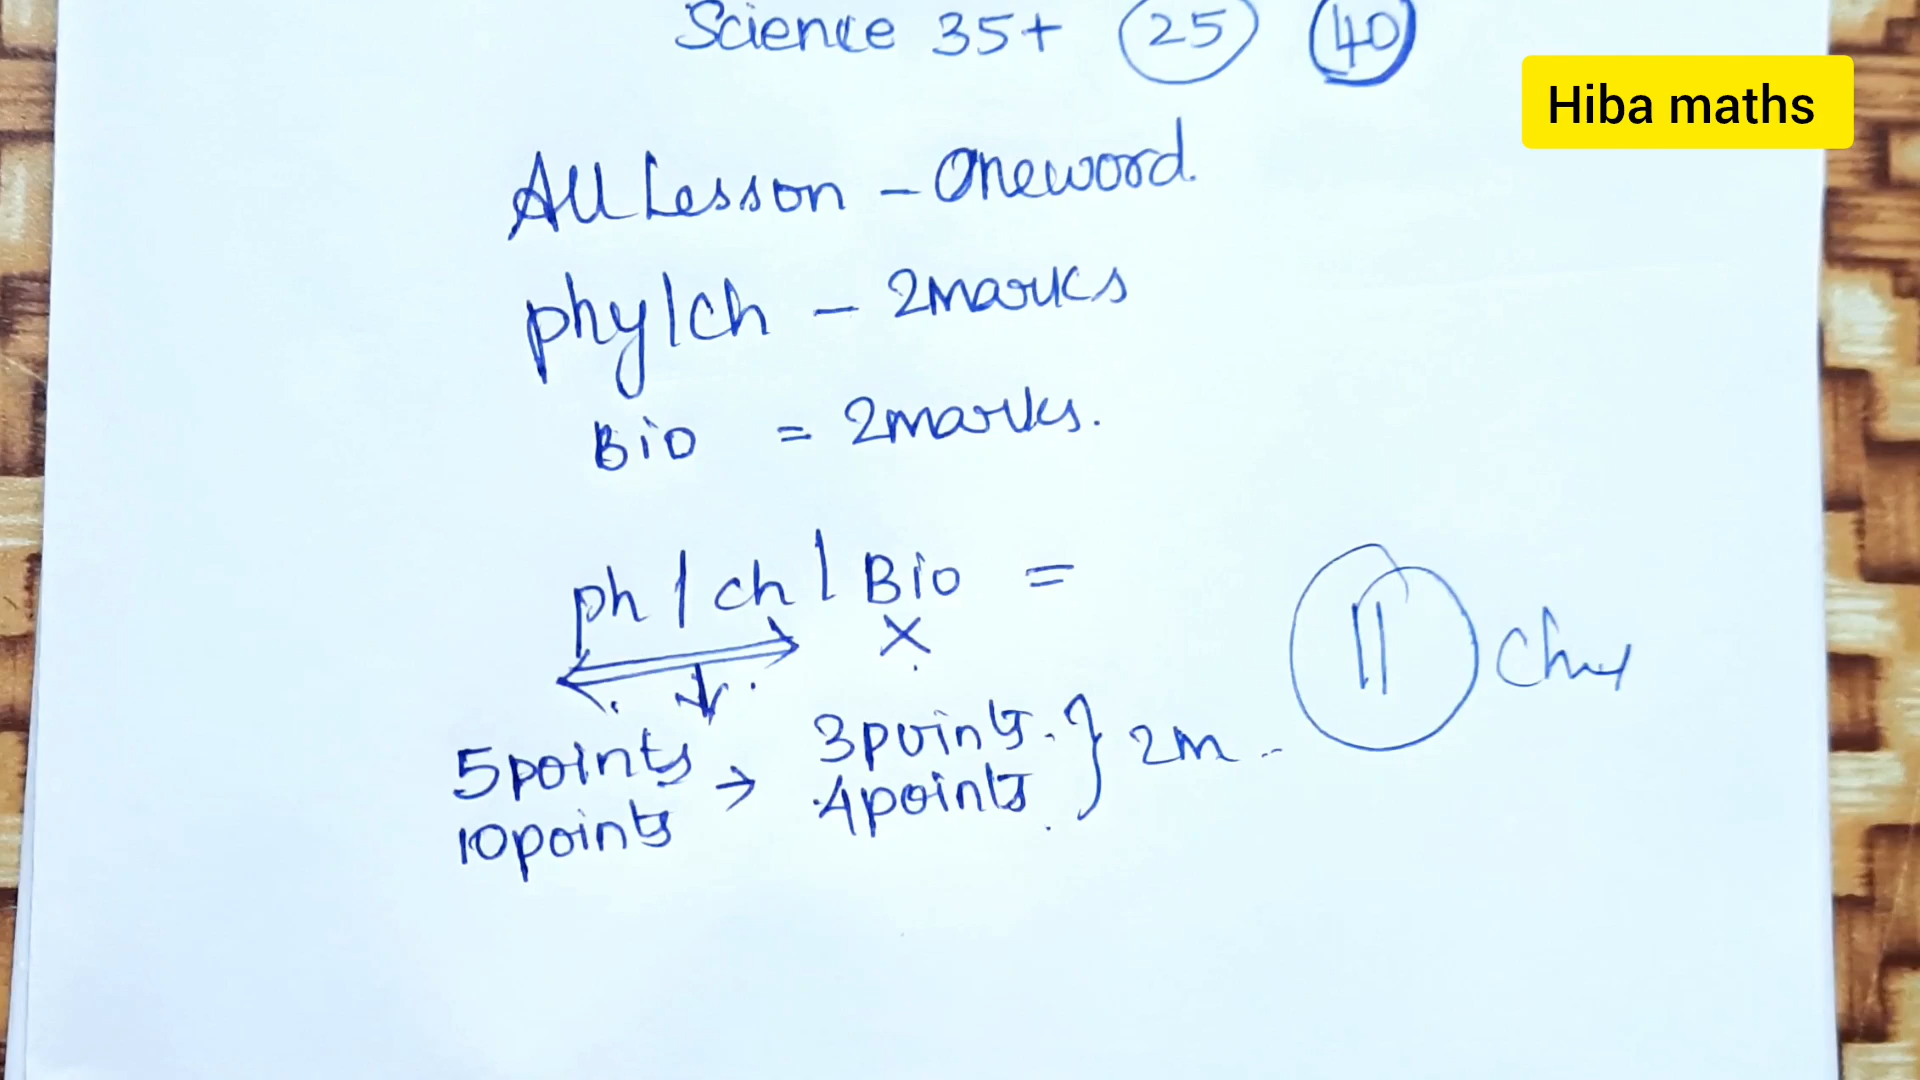 Science 35+ 25 40
Hiba maths
All Lesson - Oneword.
phy/ch - 2marks
Bio = 2marks.
ph / ch / Bio =
X
11
5points → 3points. } 2m
10points 4points